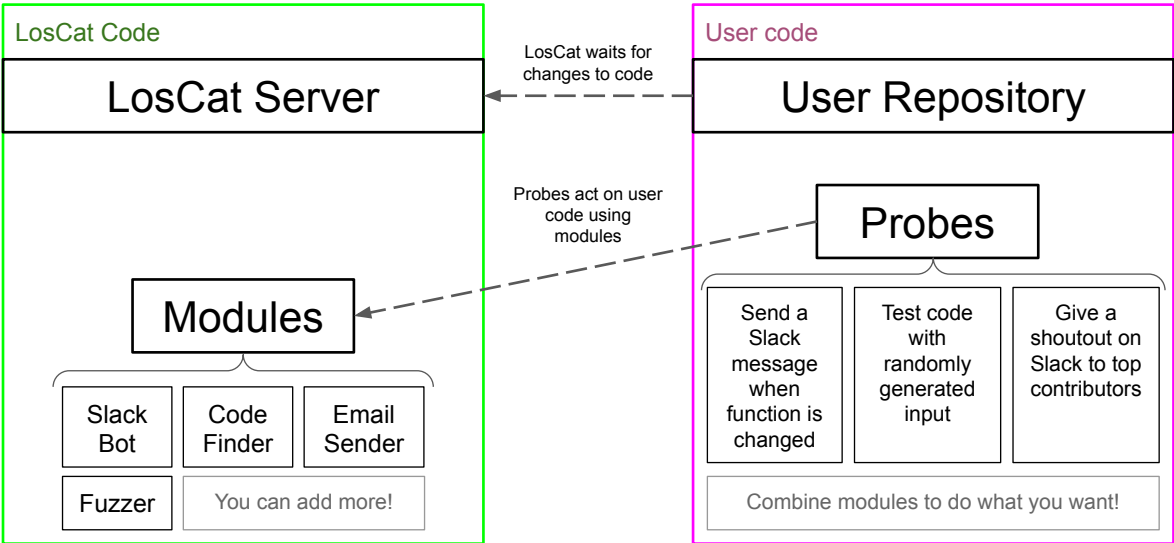 LosCat Code
LosCat Server
LosCat waits for
changes to code
User code
User Repository
Probes act on user
code using
modules
Probes
Send a
Slack
message
when
function is
changed
Test code
with
randomly
generated
input
Give a
shoutout on
Slack to top
contributors
Combine modules to do what you want!
Modules
Slack
Bot
Code
Finder
Email
Sender
Fuzzer
You can add more!